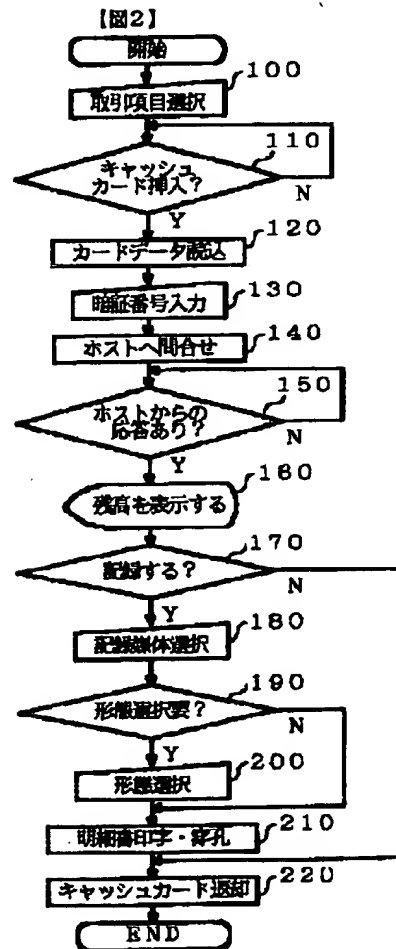 【図2】
開始
取引項目選択
100
110
キャッシュ
カード挿入?
N
Y
カードデータ読込
120
暗証番号入力
130
ホストへ問合せ
140
150
ホストからの
応答あり?
N
Y
160
残高を表示する
170
記録する?
N
Y
180
記録媒体選択
190
形態選択要?
N
Y
200
形態選択
明細書印字・穿孔
210
キャッシュカード返却
220
END